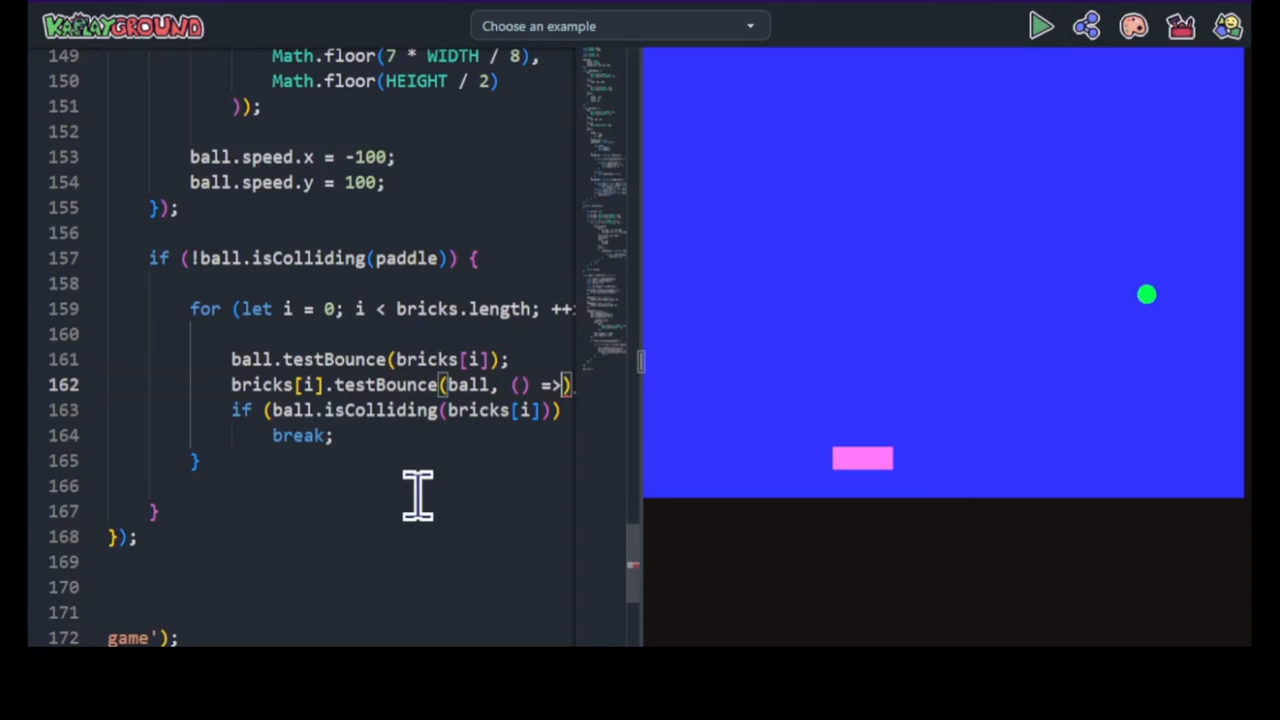 KAPLAYGROUND
Choose an example
149 Math.floor(7 * WIDTH / 8),
150 Math.floor(HEIGHT / 2)
151 ));
152
153 ball.speed.x = -100;
154 ball.speed.y = 100;
155 });
156
157 if (!ball.isColliding(paddle)) {
158
159 for (let i = 0; i < bricks.length; ++i
160
161 ball.testBounce(bricks[i]);
162 bricks[i].testBounce(ball, () =>)
163 if (ball.isColliding(bricks[i]))
164 break;
165 }
166
167 }
168 });
169
170
171
172 game');